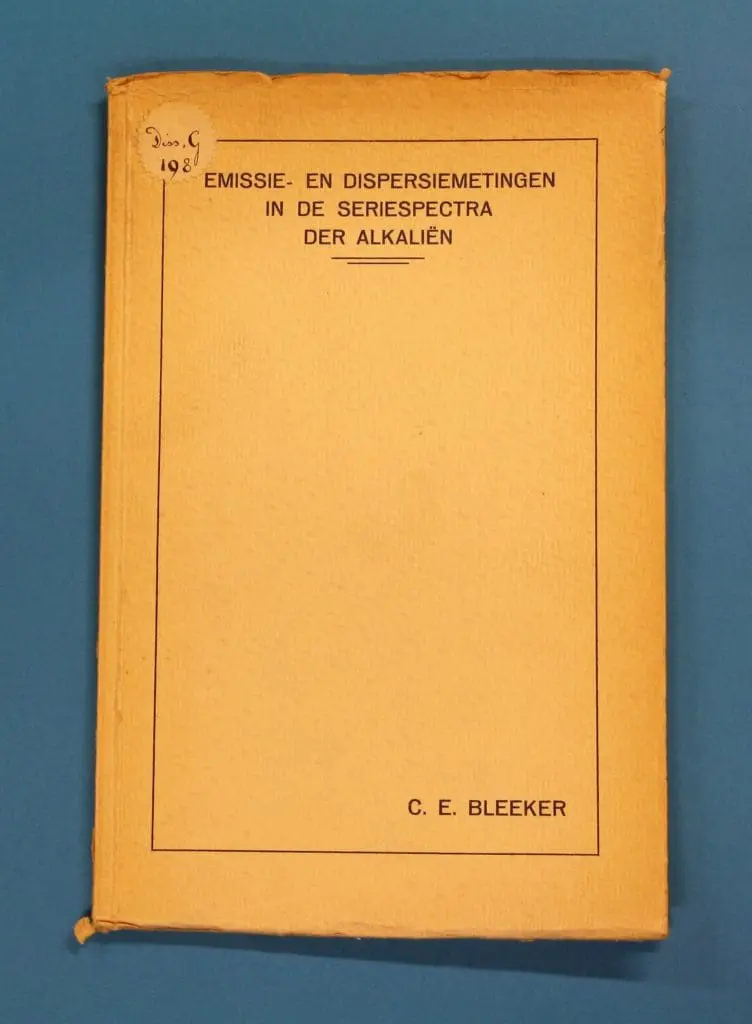 Diss. G
198
EMISSIE- EN DISPERSIEMETINGEN
IN DE SERIESPECTRA
DER ALKALIËN
C. E. BLEEKER